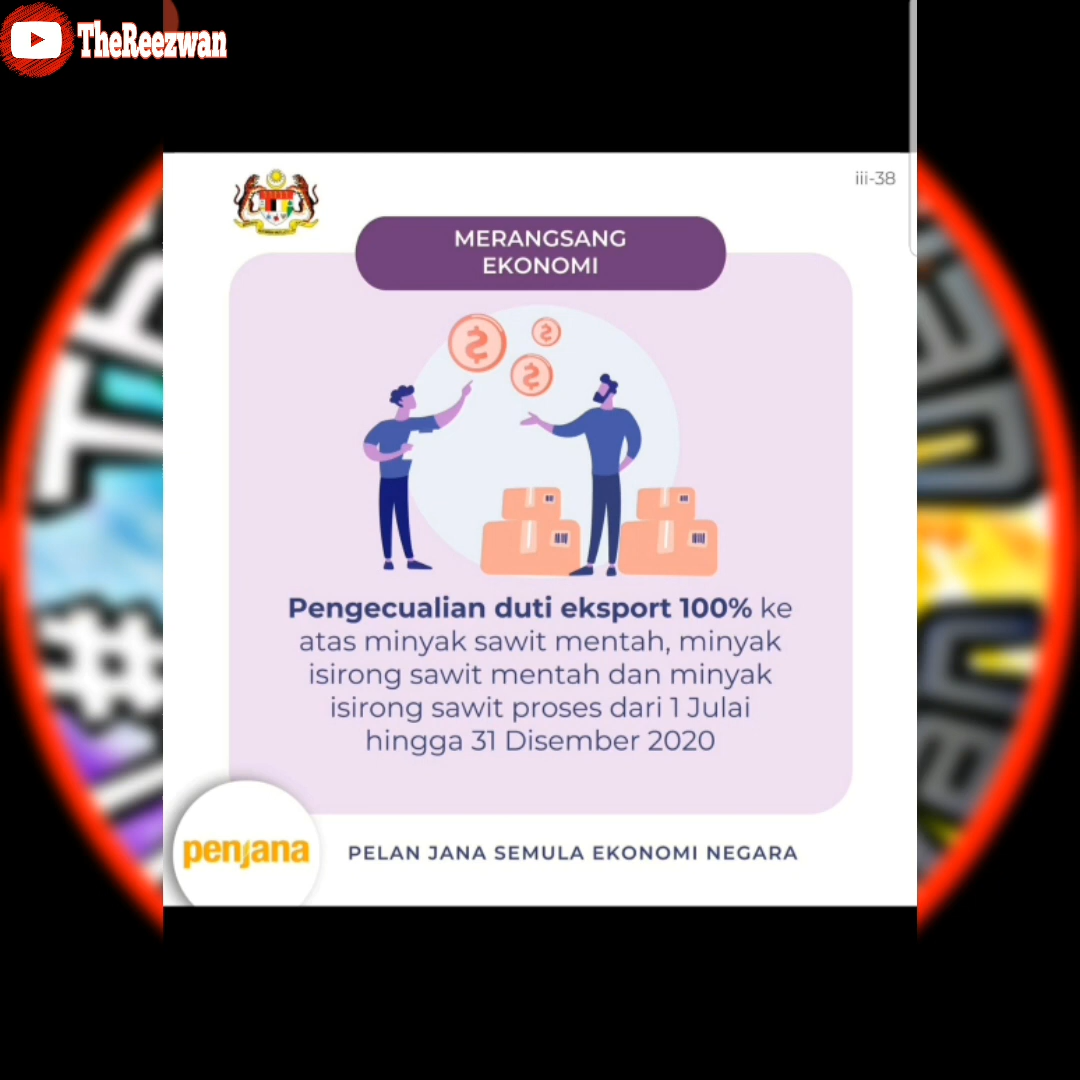 TheReezwan
iii-38
MERANGSANG
EKONOMI
Pengecualian duti eksport 100% ke
atas minyak sawit mentah, minyak
isirong sawit mentah dan minyak
isirong sawit proses dari 1 Julai
hingga 31 Disember 2020
penjana
PELAN JANA SEMULA EKONOMI NEGARA